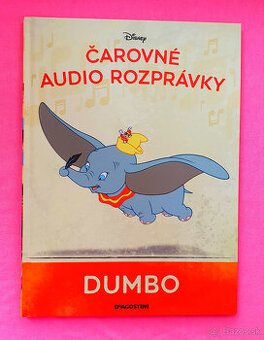 Disney
ČAROVNÉ
AUDIO ROZPRÁVKY
DUMBO
DeAGOSTINI